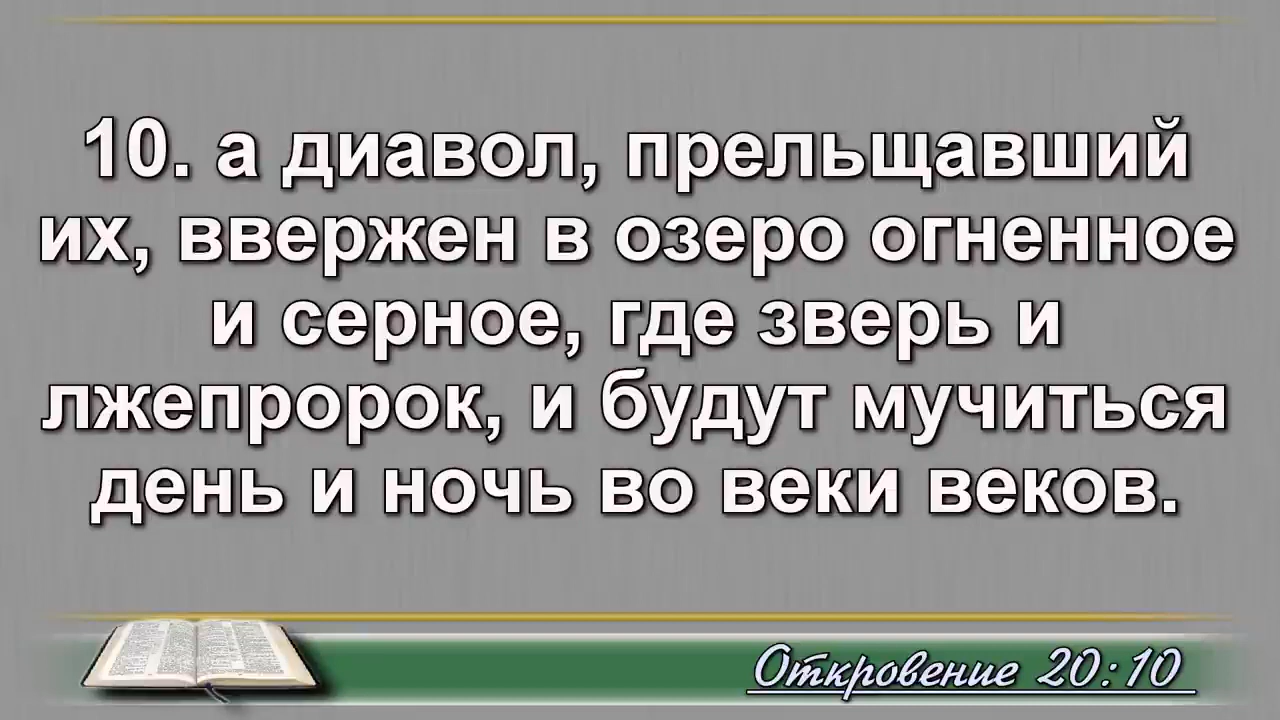 10. а диавол, прельщавший
их, ввержен в озеро огненное
и серное, где зверь и
лжепророк, и будут мучиться
день и ночь во веки веков.
Откровение 20:10